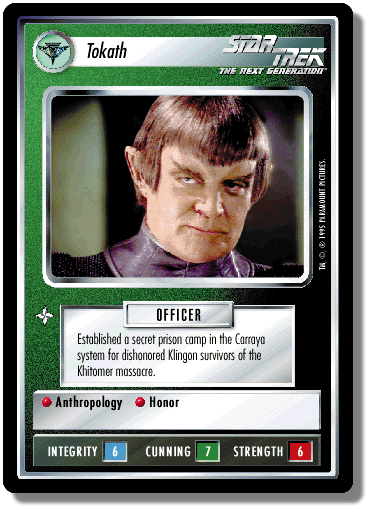 Tokath
STAR TREK
THE NEXT GENERATION®
TM © ® 1995 PARAMOUNT PICTURES.
OFFICER
Established a secret prison camp in the Carraya
system for dishonored Klingon survivors of the
Khitomer massacre.
Anthropology Honor
INTEGRITY 6 CUNNING 7 STRENGTH 6